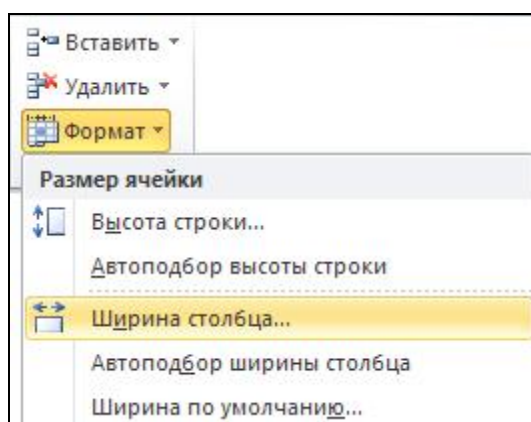 Вставить
Удалить
Формат
Размер ячейки
Высота строки...
Автоподбор высоты строки
Ширина столбца...
Автоподбор ширины столбца
Ширина по умолчанию...